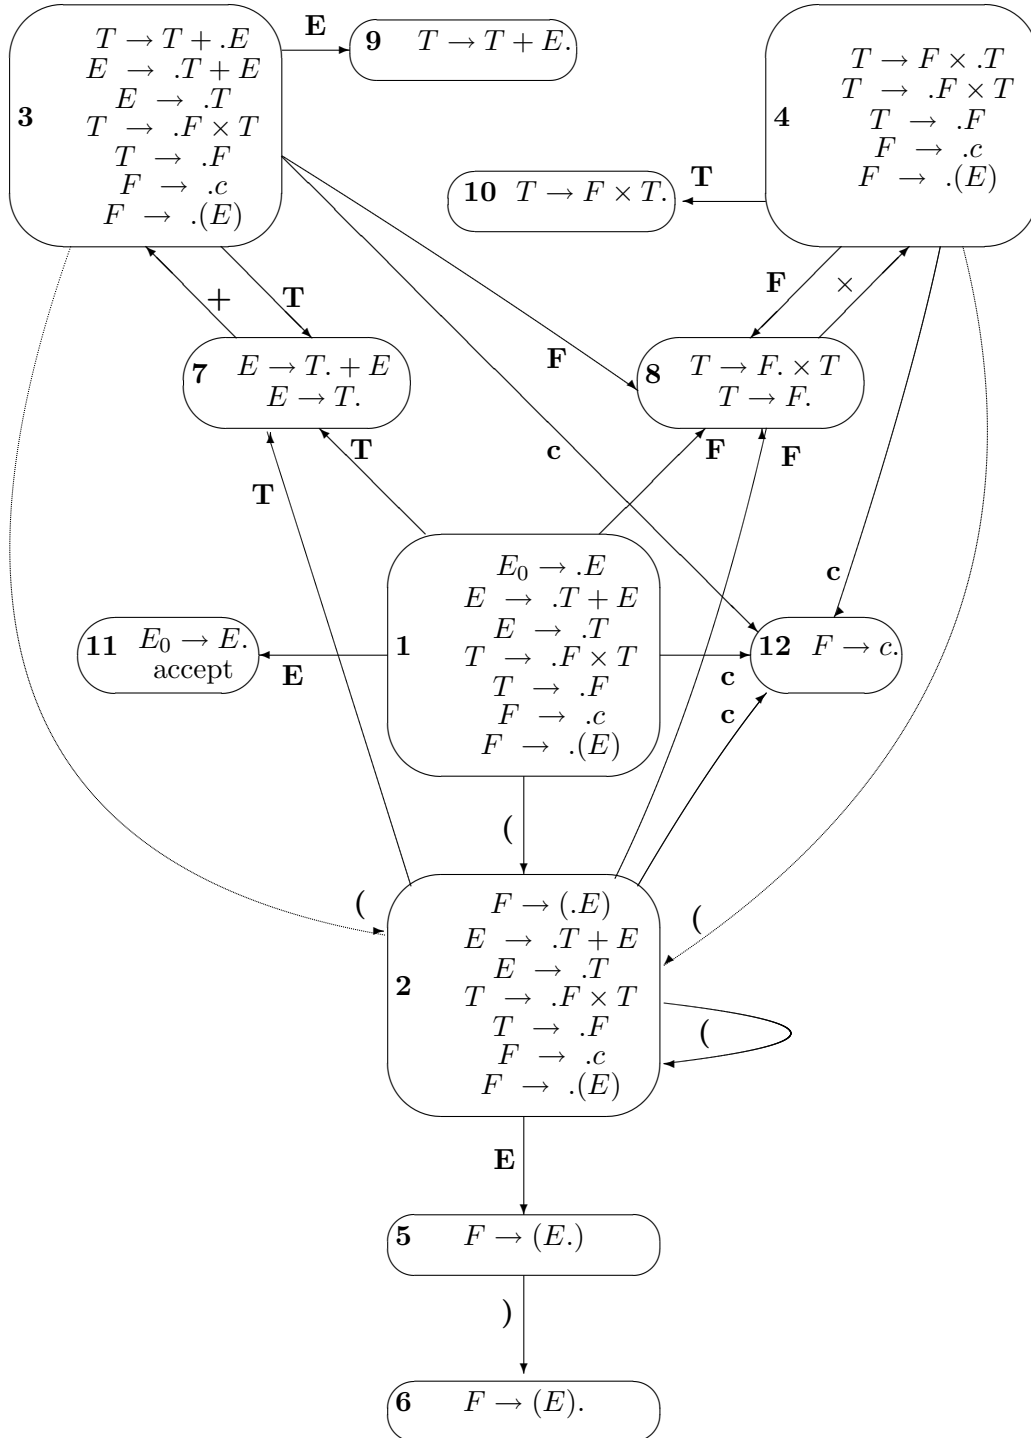 3
T → T + .E
E → .T + E
E → .T
T → .F × T
T → .F
F → .c
F → .(E)
E
9 T → T + E.
4
T → F × .T
T → .F × T
T → .F
F → .c
F → .(E)
T
10 T → F × T.
+
T
F
×
F
c
7 E → T. + E
E → T.
8 T → F. × T
T → F.
T
T
F
F
c
1
E₀ → .E
E → .T + E
E → .T
T → .F × T
T → .F
F → .c
F → .(E)
E
11 E₀ → E.
accept
12 F → c.
c
c
(
(
(
2
F → (.E)
E → .T + E
E → .T
T → .F × T
T → .F
F → .c
F → .(E)
(
E
5 F → (E.)
)
6 F → (E).